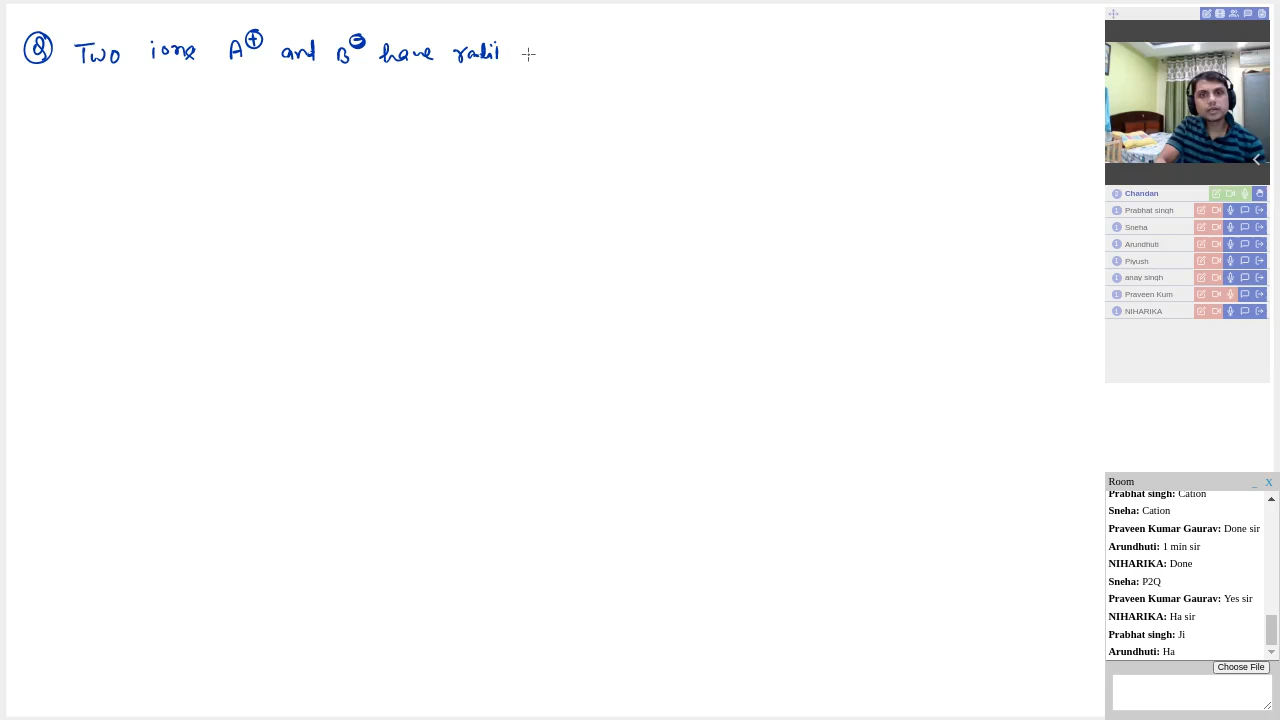 Q Two ions A⊕ and B⊖ have radii
Chandan
Prabhat singh
Sneha
Arundhuti
Piyush
anay singh
Praveen Kum
NIHARIKA
Room _ X
Prabhat singh: Cation
Sneha: Cation
Praveen Kumar Gaurav: Done sir
Arundhuti: 1 min sir
NIHARIKA: Done
Sneha: P2Q
Praveen Kumar Gaurav: Yes sir
NIHARIKA: Ha sir
Prabhat singh: Ji
Arundhuti: Ha
Choose File